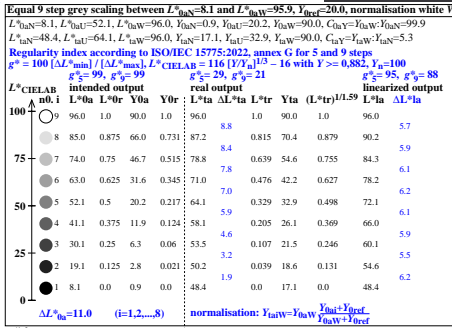 Equal 9 step grey scaling between L*0aN=8.1 and L*0aW=95.9, Y0ref=20.0, normalisation white W
L*0aN=8.1, L*0aU=52.1, L*0aW=96.0, Y0aN=0.9, Y0aU=20.2, Y0aW=90.0, C0aY=Y0aW:Y0aN=99.9
L*taN=48.4, L*taU=64.1, L*taW=96.0, YtaN=17.1, YtaU=32.9, YtaW=90.0, CtaY=YtaW:YtaN=5.3
Regularity index according to ISO/IEC 15775:2022, annex G for 5 and 9 steps
g* = 100 [ΔL*min] / [ΔL*max], L*CIELAB = 116 [Y/Yn]1/3 – 16 with Y >= 0,882, Yn=100
g*5= 99, g*9= 99 g*5= 29, g*9= 21 g*5= 95, g*9= 88
L*CIELAB intended output real output linearized output
n0. i L*0a L*0r Y0a Y0r L*ta ΔL*ta L*tr Yta (L*tr)1/1.59 L*la ΔL*la
100 9 96.0 1.0 90.0 1.0 96.0 1.0 90.0 1.0 96.0
8.8 5.7
8 85.0 0.875 66.0 0.731 87.2 0.815 70.4 0.879 90.2
8.4 5.9
75 7 74.0 0.75 46.7 0.515 78.8 0.639 54.6 0.755 84.3
7.8 6.1
6 63.0 0.625 31.6 0.347 71.0 0.476 42.2 0.627 78.2
7.0 6.2
50 5 52.1 0.5 20.2 0.217 64.1 0.329 32.9 0.498 72.1
5.9 6.1
4 41.1 0.375 11.9 0.124 58.1 0.205 26.1 0.369 66.0
4.6 5.9
25 3 30.1 0.25 6.3 0.06 53.5 0.107 21.5 0.246 60.1
3.2 5.5
2 19.1 0.125 2.8 0.021 50.2 0.039 18.6 0.131 54.6
1.9 6.2
0 1 8.1 0.0 0.9 0.0 48.4 0.0 17.1 0.0 48.4
ΔL*0a=11.0 (i=1,2,...,8) normalisation: YtaiW=Y0aW (Y0ai+Y0ref)/(Y0aW+Y0ref)